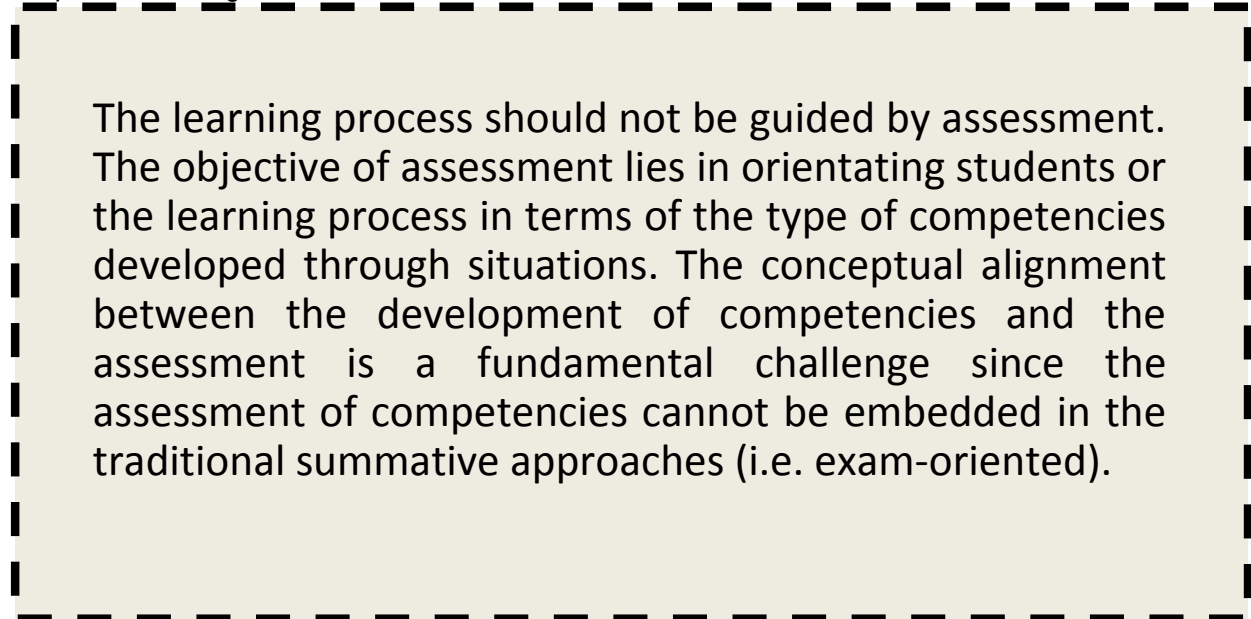 The learning process should not be guided by assessment.
The objective of assessment lies in orientating students or
the learning process in terms of the type of competencies
developed through situations. The conceptual alignment
between the development of competencies and the
assessment is a fundamental challenge since the
assessment of competencies cannot be embedded in the
traditional summative approaches (i.e. exam-oriented).